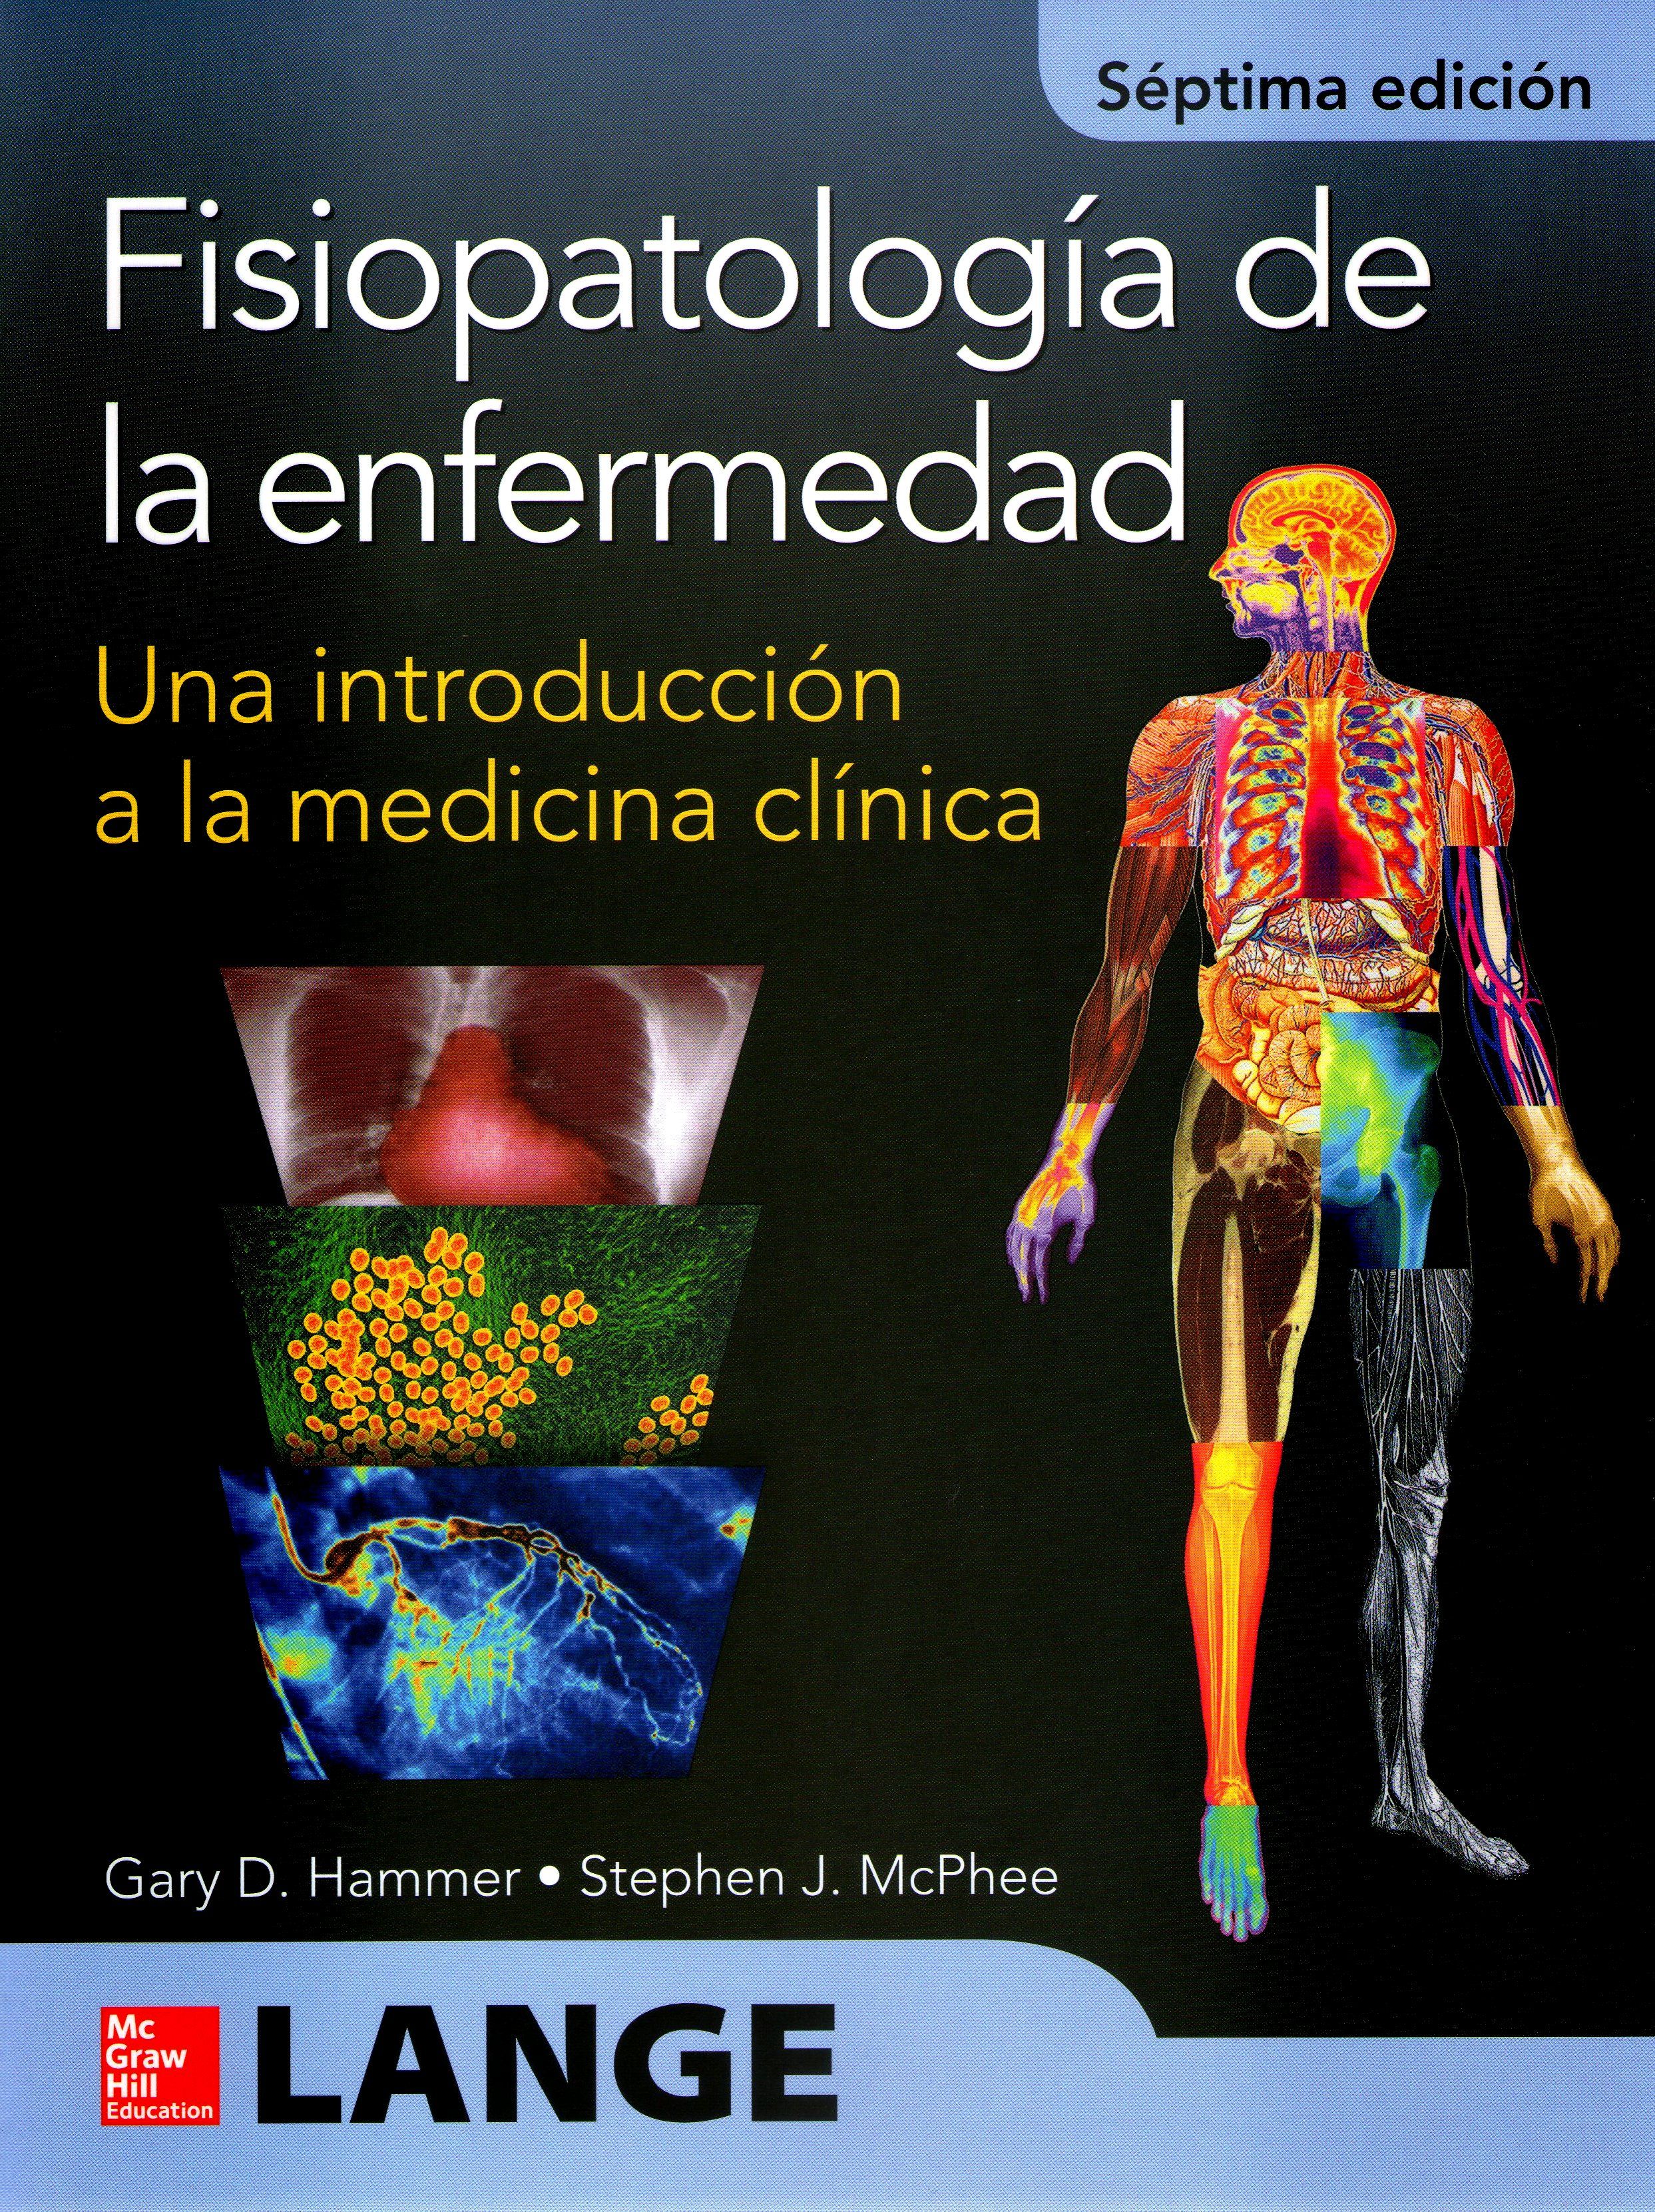 Séptima edición
Fisiopatología de
la enfermedad
Una introducción
a la medicina clínica
Gary D. Hammer • Stephen J. McPhee
Mc
Graw
Hill
Education
LANGE